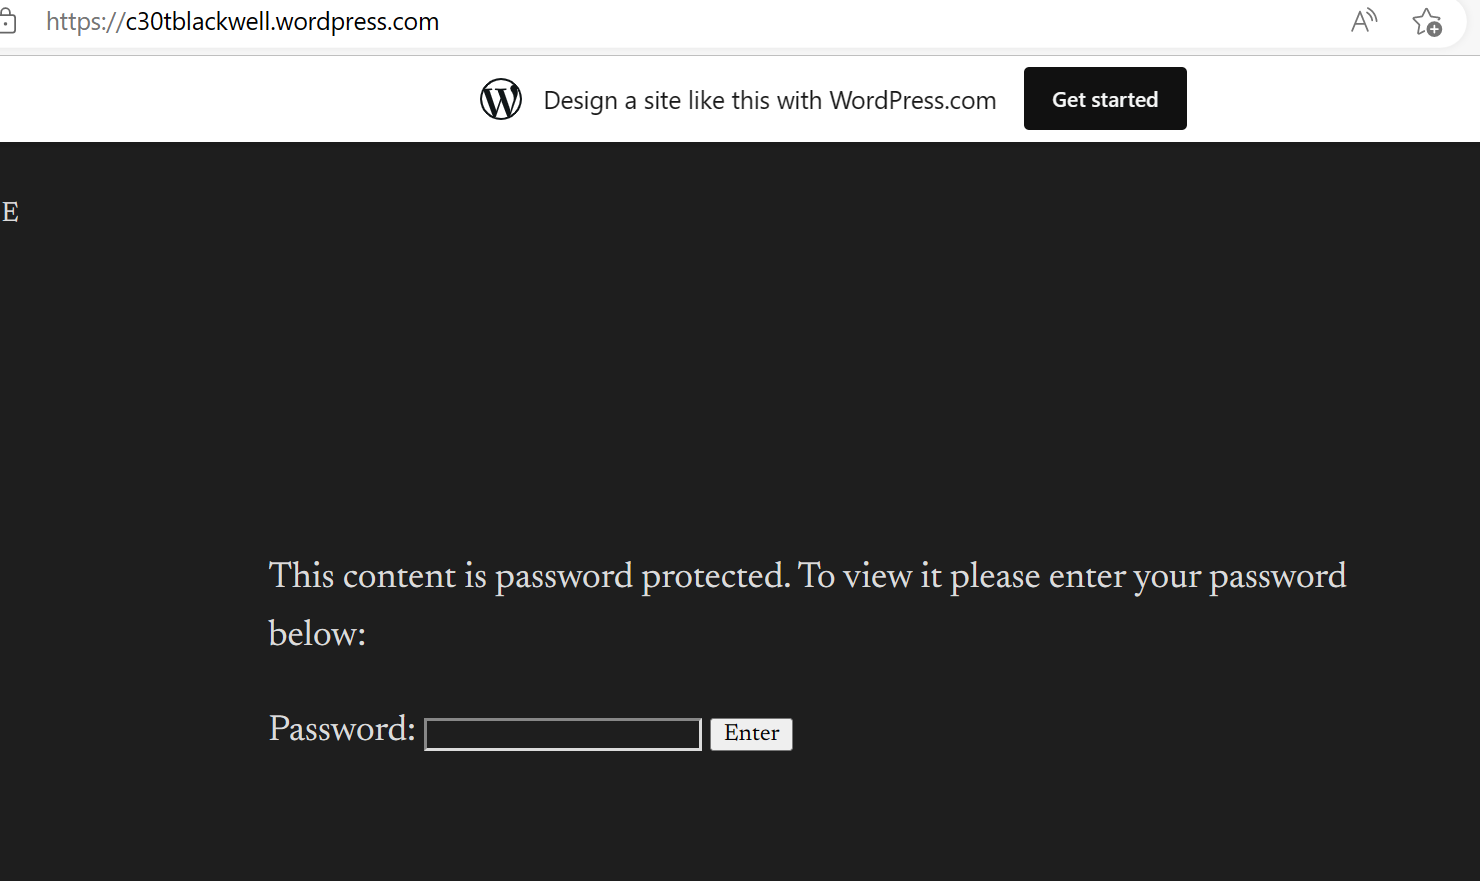 https://c30tblackwell.wordpress.com
Design a site like this with WordPress.com Get started
E
This content is password protected. To view it please enter your password
below:
Password: Enter